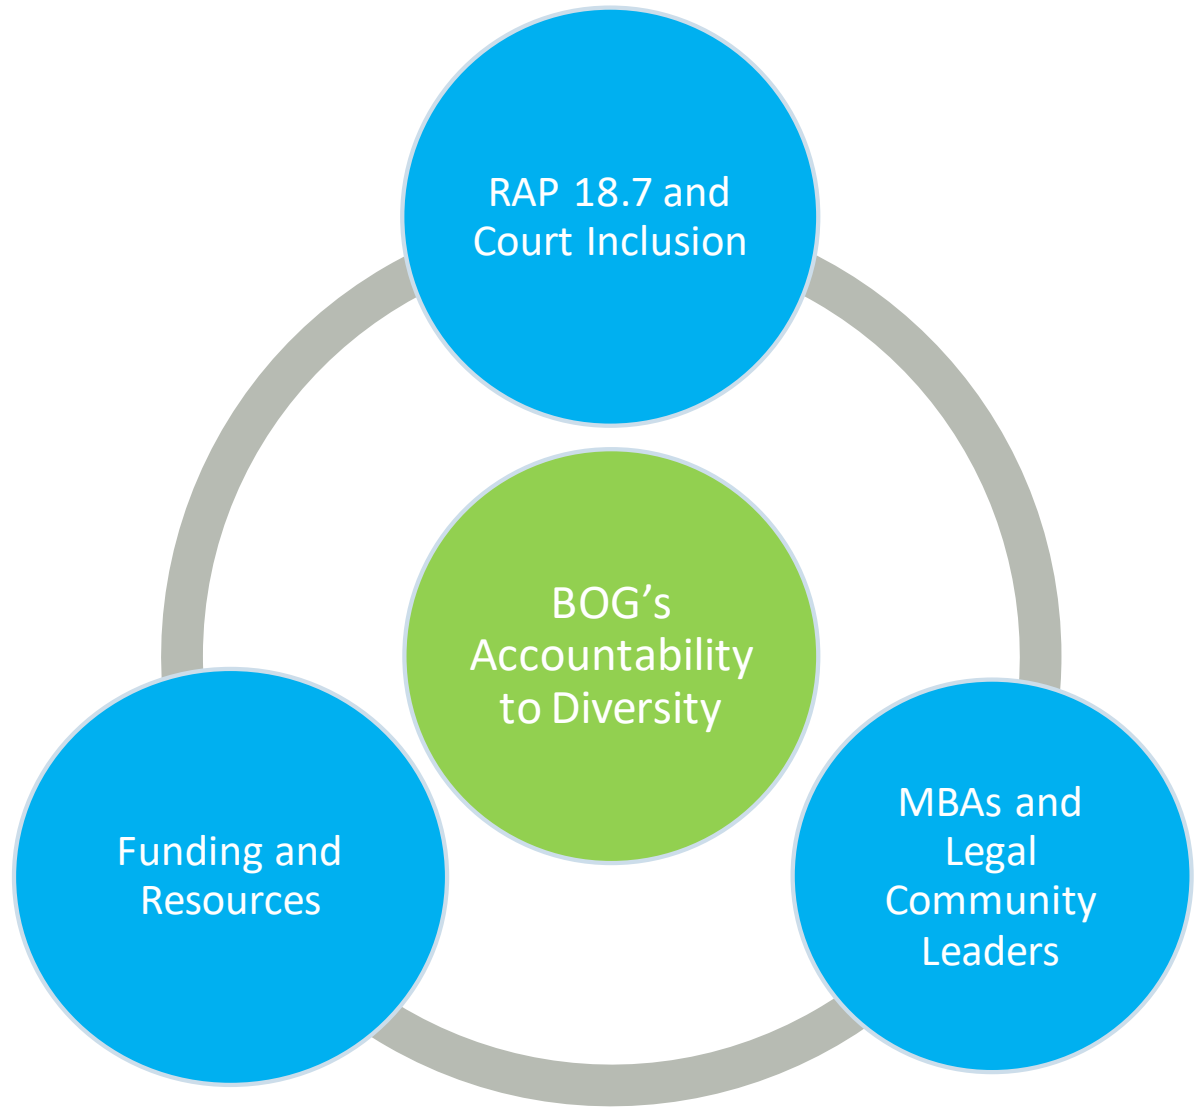 RAP 18.7 and
Court Inclusion
BOG’s
Accountability
to Diversity
Funding and
Resources
MBAs and
Legal
Community
Leaders